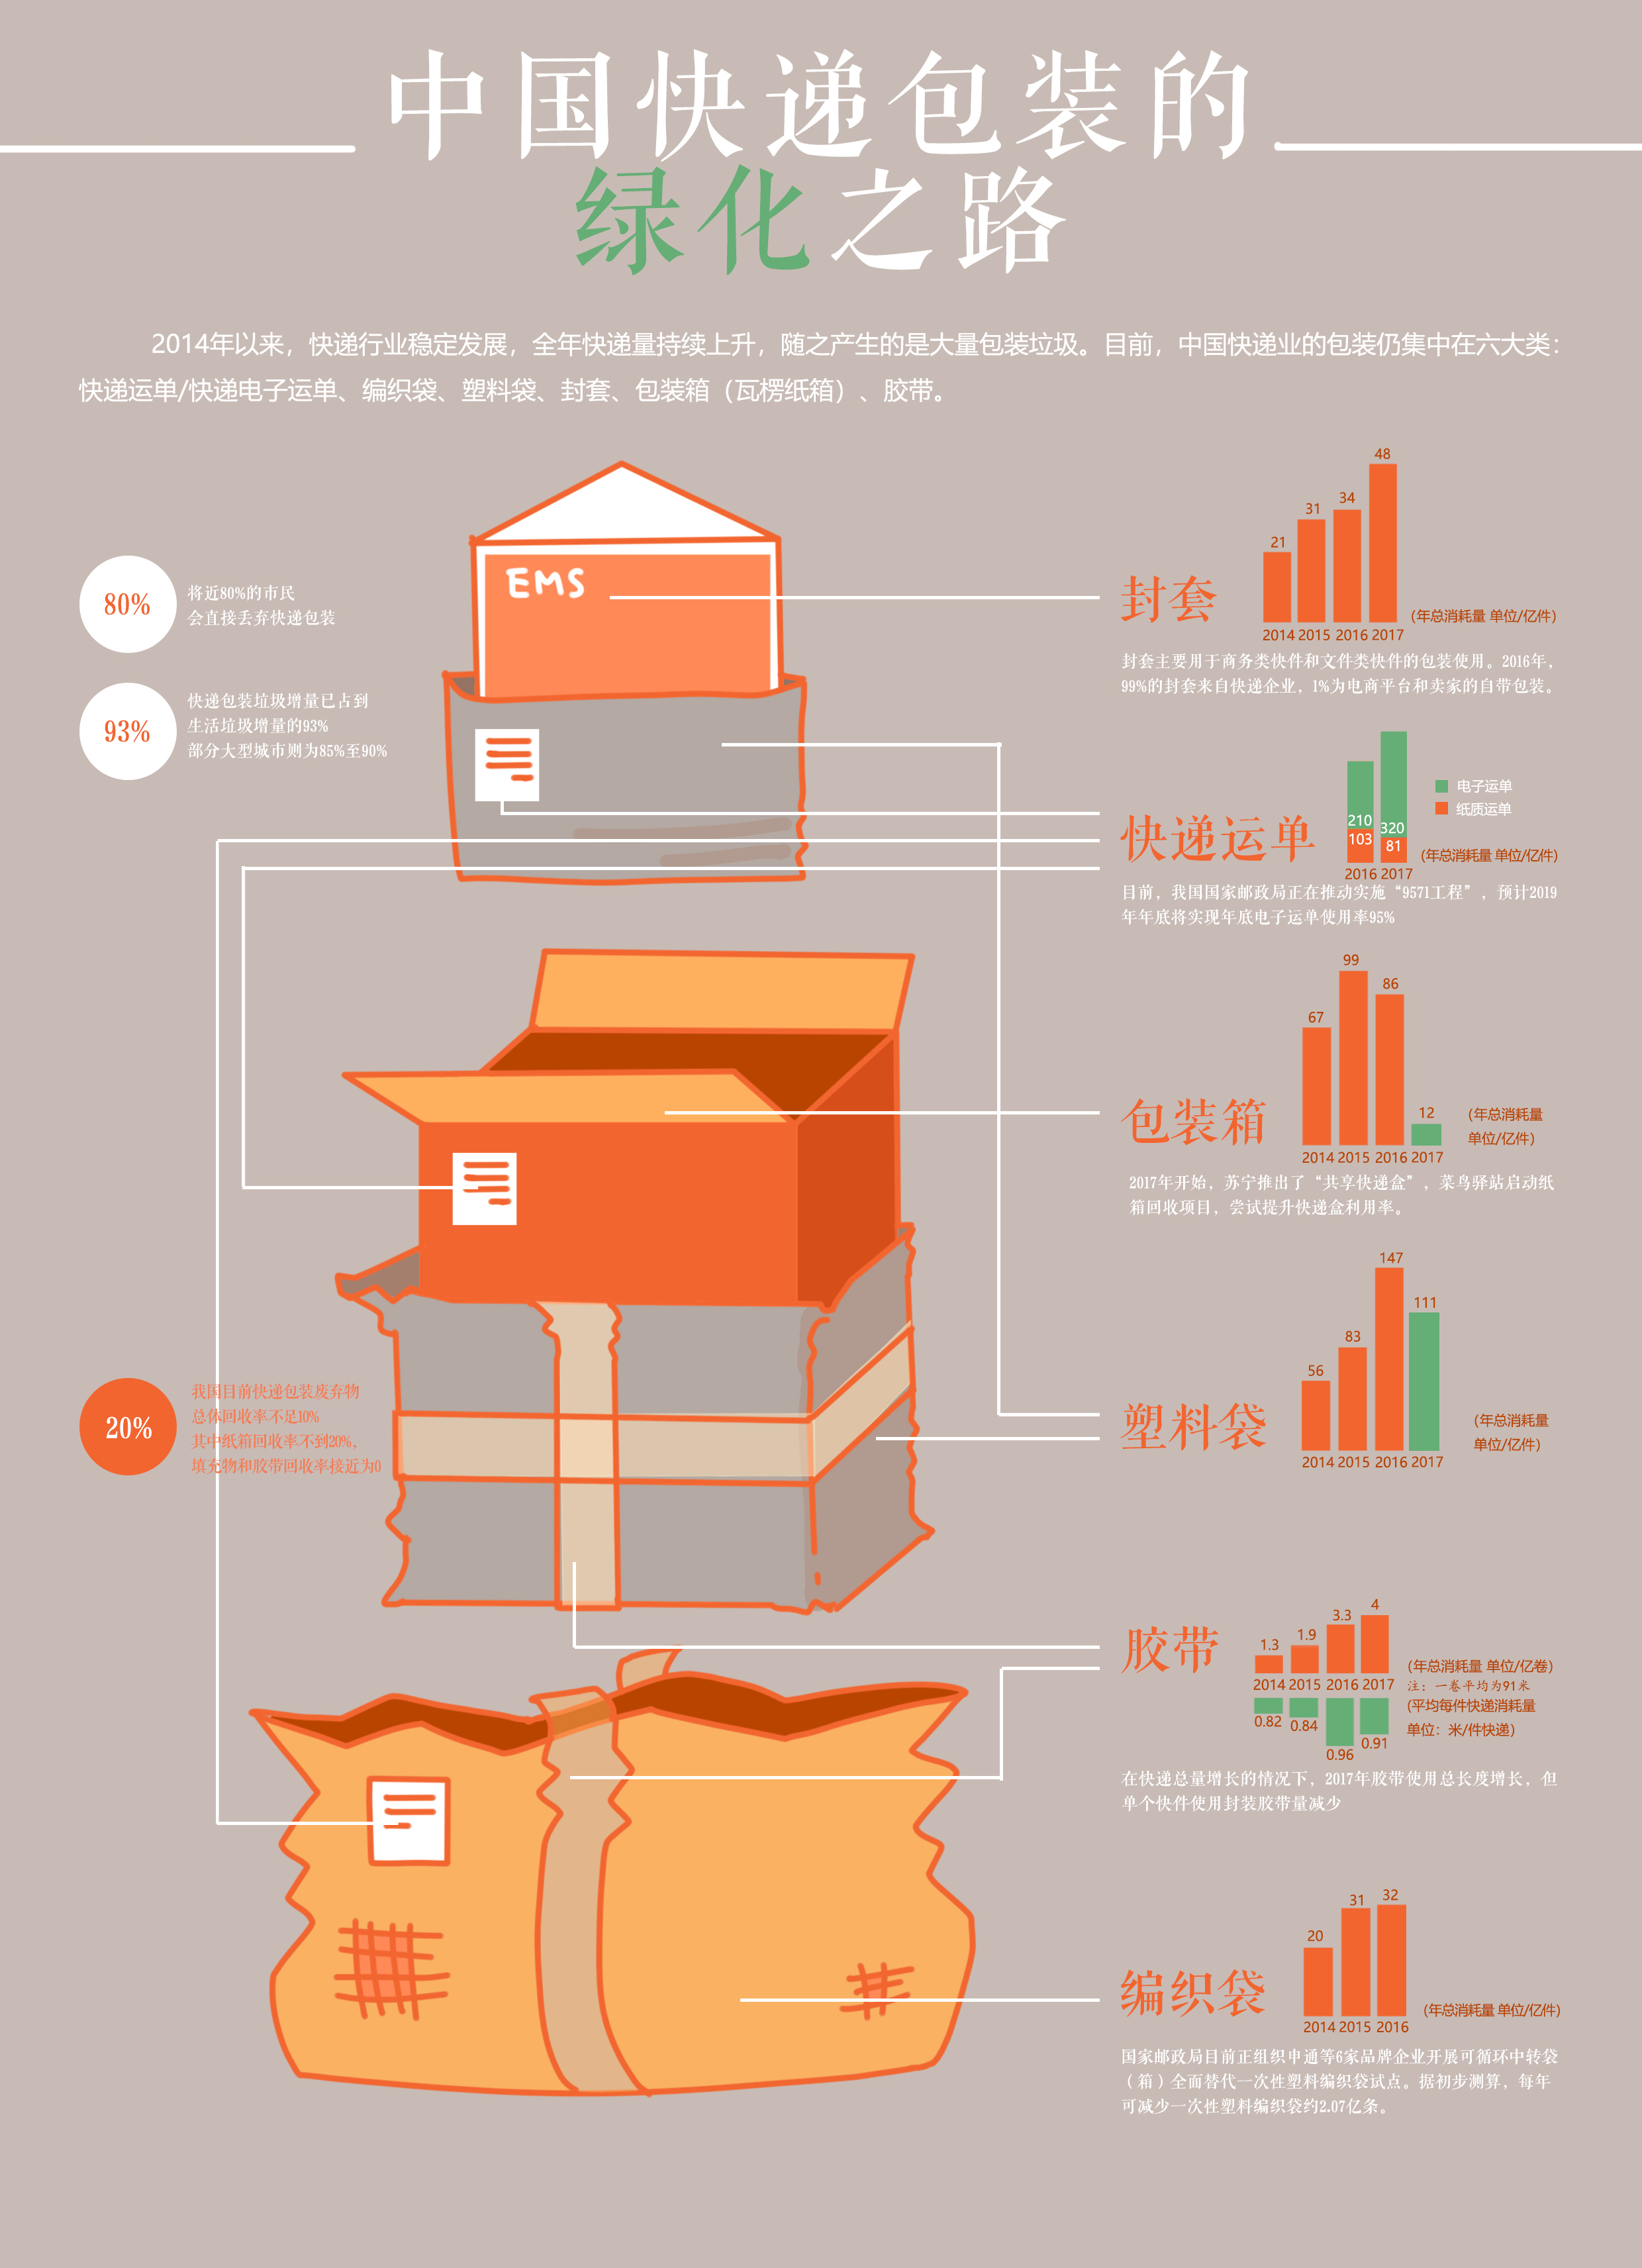 中国快递包装的
绿化之路
2014年以来，快递行业稳定发展，全年快递量持续上升，随之产生的是大量包装垃圾。目前，中国快递业的包装仍集中在六大类：
快递运单/快递电子运单、编织袋、塑料袋、封套、包装箱（瓦楞纸箱）、胶带。
80%
将近80%的市民
会直接丢弃快递包装
93%
快递包装垃圾增量已占到
生活垃圾增量的93%
部分大型城市则为85%至90%
EMS
封套
21
31
34
48
2014 2015 2016 2017
(年总消耗量 单位/亿件)
封套主要用于商务类快件和文件类快件的包装使用。2016年，
99%的封套来自快递企业，1%为电商平台和卖家的自带包装。
快递运单
210
103
320
81
2016 2017
电子运单
纸质运单
(年总消耗量 单位/亿件)
目前，我国国家邮政局正在推动实施“9571工程”，预计2019
年年底将实现年底电子运单使用率95%
包装箱
67
99
86
12
2014 2015 2016 2017
(年总消耗量
单位/亿件)
2017年开始，苏宁推出了“共享快递盒”，菜鸟驿站启动纸
箱回收项目，尝试提升快递盒利用率。
20%
我国目前快递包装废弃物
总体回收率不足10%
其中纸箱回收率不到20%，
填充物和胶带回收率接近为0
塑料袋
56
83
147
111
2014 2015 2016 2017
(年总消耗量
单位/亿件)
胶带
1.3
1.9
3.3
4
2014 2015 2016 2017
(年总消耗量 单位/亿卷)
注：一卷平均为91米
0.82
0.84
0.96
0.91
(平均每件快递消耗量
单位：米/件快递)
在快递总量增长的情况下，2017年胶带使用总长度增长，但
单个快件使用封装胶带量减少
编织袋
20
31
32
2014 2015 2016
(年总消耗量 单位/亿件)
国家邮政局目前正组织申通等6家品牌企业开展可循环中转袋
（箱）全面替代一次性塑料编织袋试点。据初步测算，每年
可减少一次性塑料编织袋约2.07亿条。